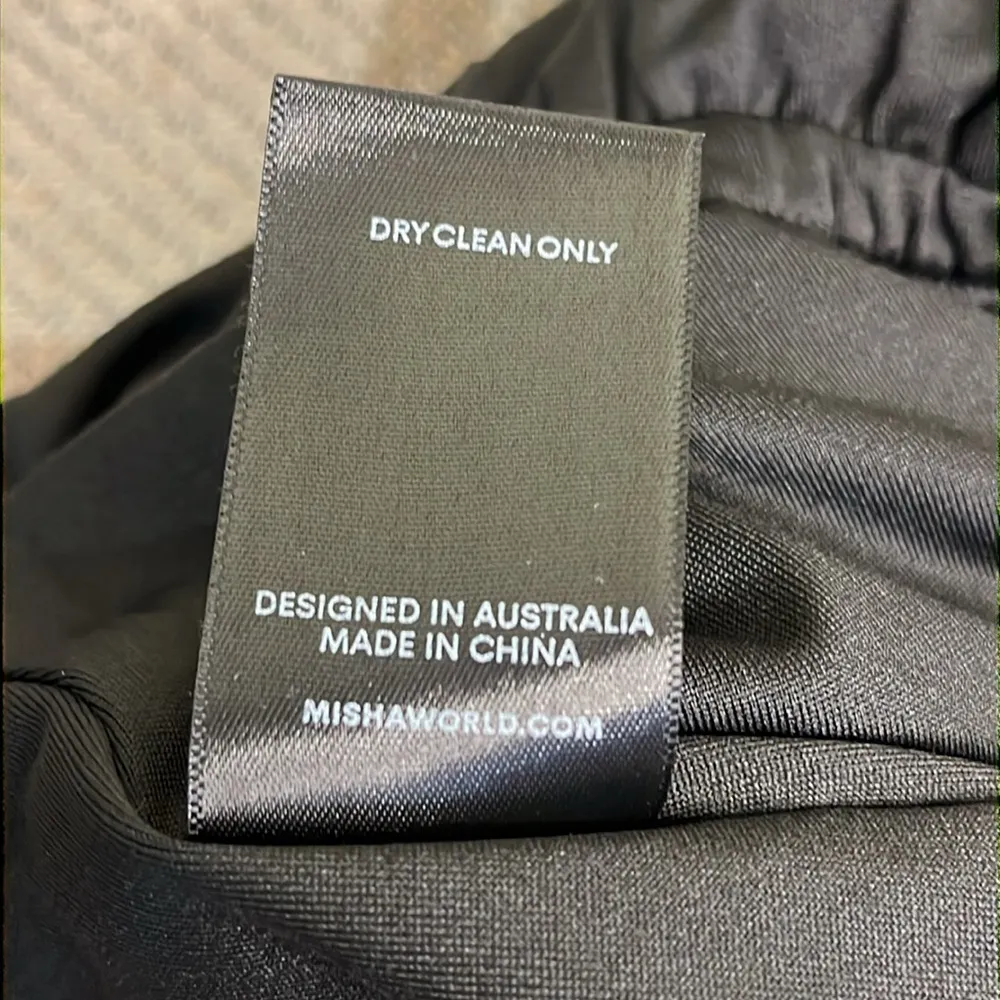 DRY CLEAN ONLY
DESIGNED IN AUSTRALIA
MADE IN CHINA
MISHAWORLD.COM